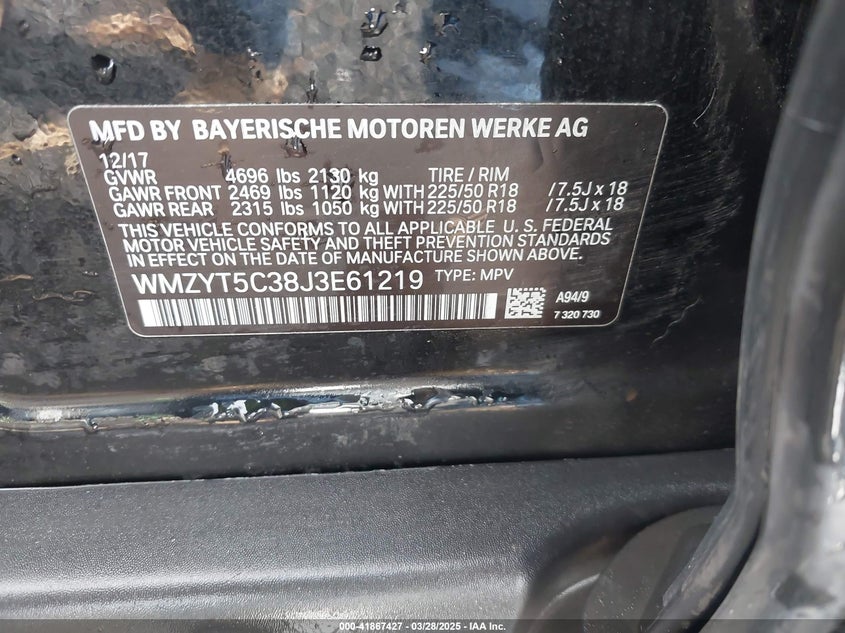 MFD BY BAYERISCHE MOTOREN WERKE AG
12/17
GVWR 4696 lbs 2130 kg TIRE / RIM
GAWR FRONT 2469 lbs 1120 kg WITH 225/50 R18 / 7.5J x 18
GAWR REAR 2315 lbs 1050 kg WITH 225/50 R18 / 7.5J x 18
THIS VEHICLE CONFORMS TO ALL APPLICABLE U. S. FEDERAL
MOTOR VEHICLE SAFETY AND THEFT PREVENTION STANDARDS
IN EFFECT ON THE DATE OF MANUFACTURE SHOWN ABOVE.
WMZYT5C38J3E61219 TYPE: MPV
A94/9
7 320 730
000-41867427 - 03/28/2025 - IAA Inc.